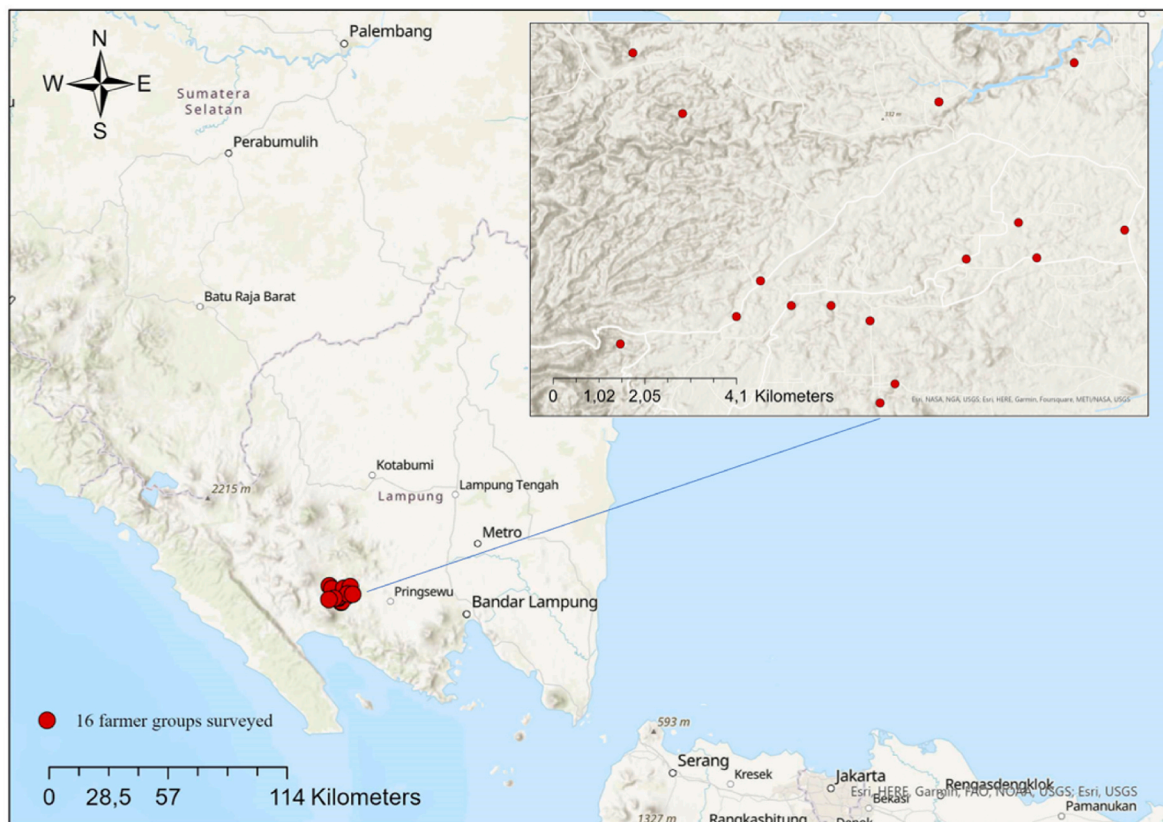 N
W E
S
Palembang
Sumatera
Selatan
Perabumulih
Batu Raja Barat
2215 m
Kotabumi
Lampung
Lampung Tengah
Metro
Pringsewu
Bandar Lampung
332 m
0 1,02 2,05 4,1 Kilometers
Esri, NASA, NGA, USGS; Esri, HERE, Garmin, Foursquare, METI/NASA, USGS
16 farmer groups surveyed
0 28,5 57 114 Kilometers
593 m
Serang
Kresek
Jakarta
Rengasdengklok
Bekasi
Esri, HERE, Garmin, FAO, NOAA, USGS; Esri, USGS
Pamanukan
1327 m
Rangkasbitung